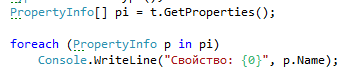 PropertyInfo[] pi = t.GetProperties();
foreach (PropertyInfo p in pi)
Console.WriteLine("Свойство: {0}", p.Name);